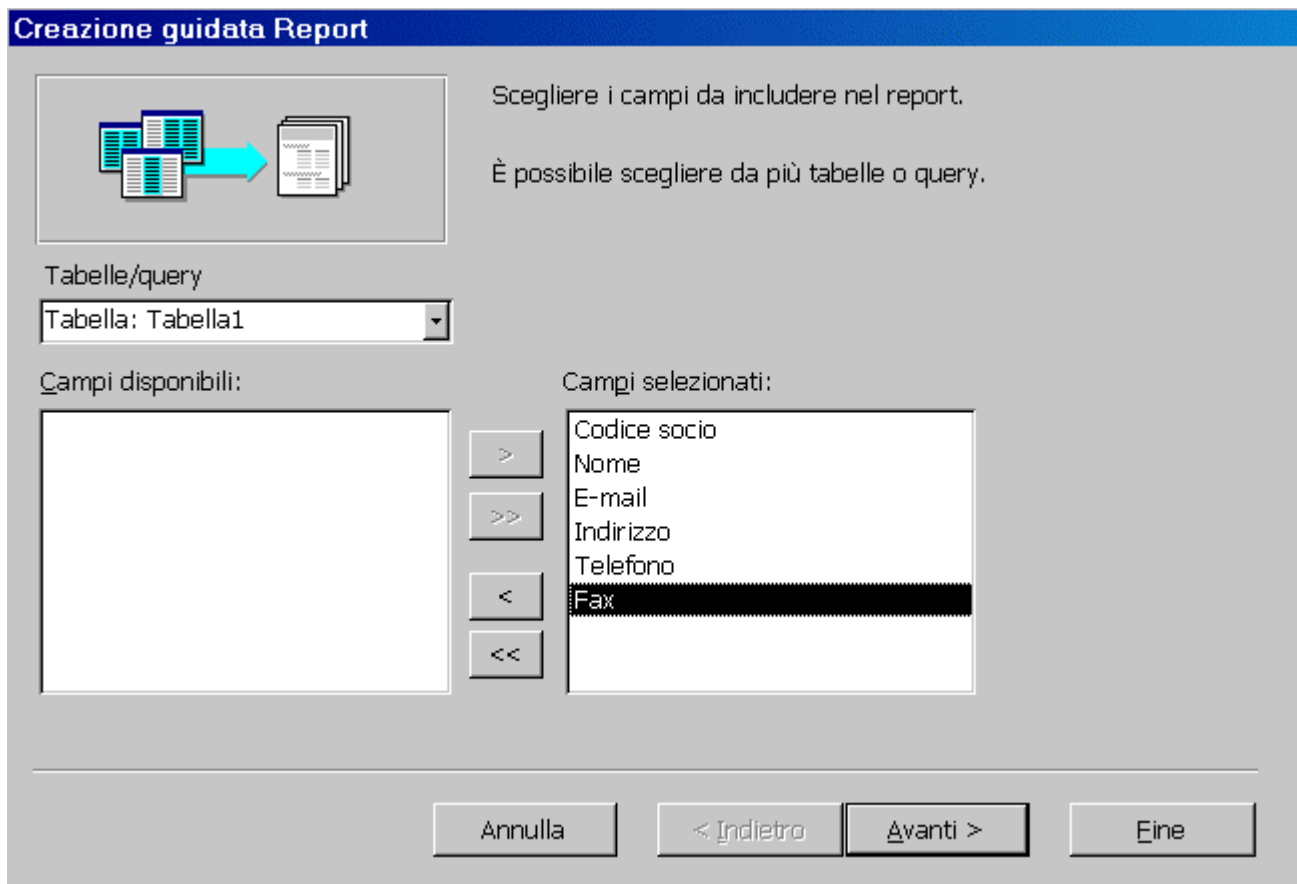 Creazione guidata Report
Scegliere i campi da includere nel report.
È possibile scegliere da più tabelle o query.
Tabelle/query
Tabella: Tabella1
Campi disponibili:
Campi selezionati:
>
>>
<
<<
Codice socio
Nome
E-mail
Indirizzo
Telefono
Fax
Annulla
< Indietro
Avanti >
Fine